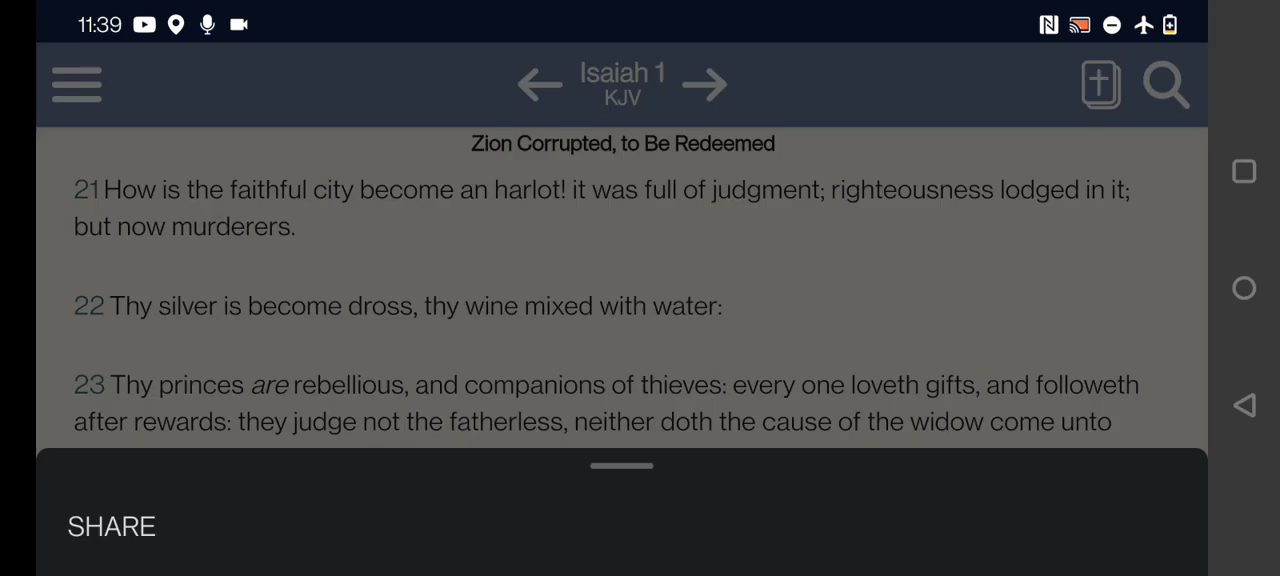 11:39
Isaiah 1
KJV
Zion Corrupted, to Be Redeemed
21 How is the faithful city become an harlot! it was full of judgment; righteousness lodged in it;
but now murderers.
22 Thy silver is become dross, thy wine mixed with water:
23 Thy princes are rebellious, and companions of thieves: every one loveth gifts, and followeth
after rewards: they judge not the fatherless, neither doth the cause of the widow come unto
SHARE